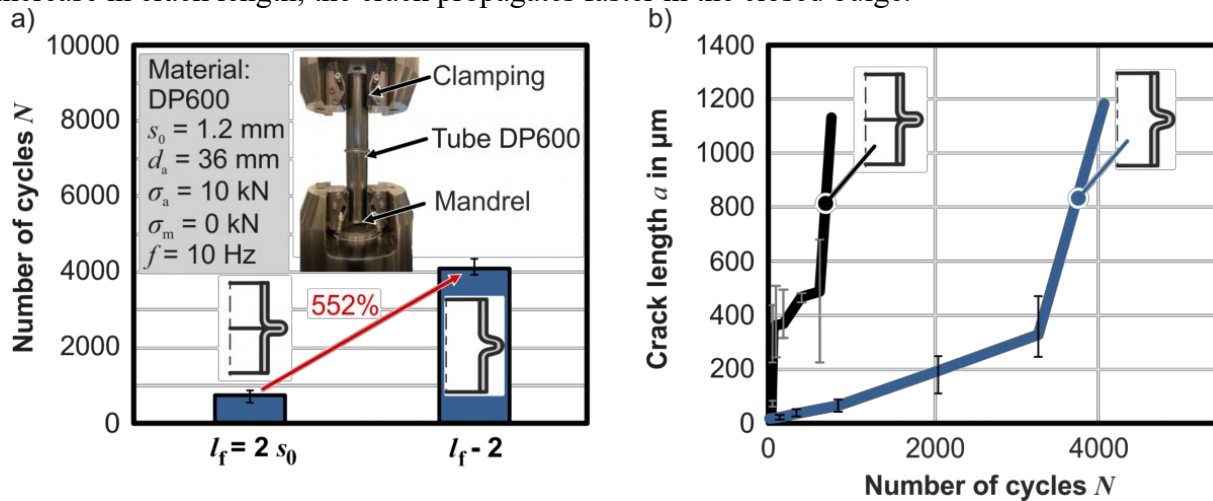 increase in crack length, the crack propagates faster in the closed bulge.
a)
Number of cycles N
10000
8000
6000
4000
2000
0
Material:
DP600
s₀ = 1.2 mm
dₐ = 36 mm
σₐ = 10 kN
σₘ = 0 kN
f = 10 Hz
Clamping
Tube DP600
Mandrel
552%
l_f = 2 s₀
l_f - 2
b)
Crack length a in µm
1400
1200
1000
800
600
400
200
0
0
2000
4000
Number of cycles N